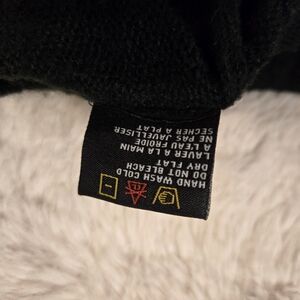 HAND WASH COLD
DO NOT BLEACH
DRY FLAT
LAVER A LA MAIN
A L'EAU FROIDE
NE PAS JAVELLISER
SECHER A PLAT